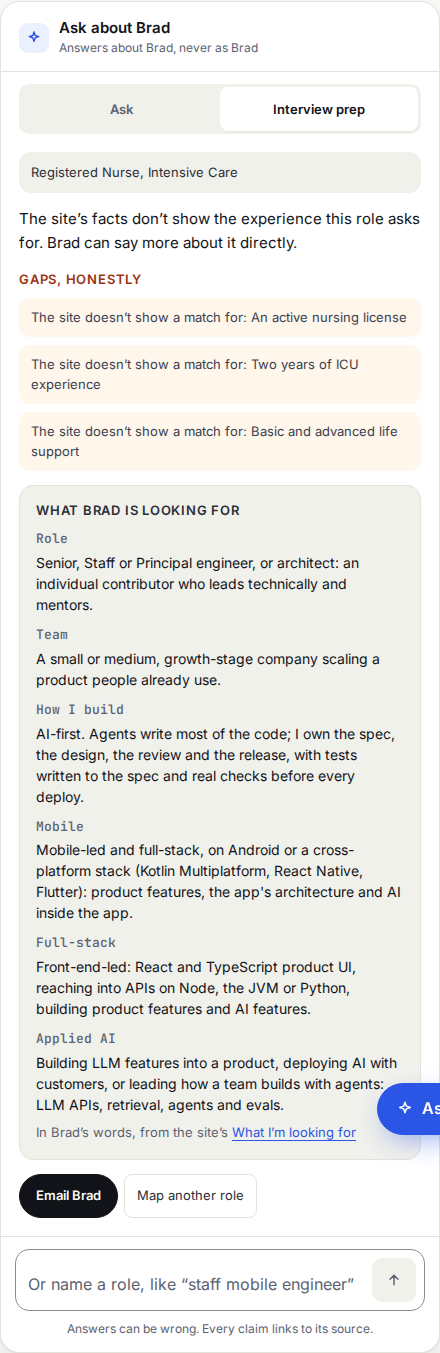 Ask about Brad
Answers about Brad, never as Brad
Ask
Interview prep
Registered Nurse, Intensive Care
The site’s facts don’t show the experience this role asks
for. Brad can say more about it directly.
GAPS, HONESTLY
The site doesn’t show a match for: An active nursing license
The site doesn’t show a match for: Two years of ICU
experience
The site doesn’t show a match for: Basic and advanced life
support
WHAT BRAD IS LOOKING FOR
Role
Senior, Staff or Principal engineer, or architect: an
individual contributor who leads technically and
mentors.
Team
A small or medium, growth-stage company scaling a
product people already use.
How I build
AI-first. Agents write most of the code; I own the spec,
the design, the review and the release, with tests
written to the spec and real checks before every
deploy.
Mobile
Mobile-led and full-stack, on Android or a cross-
platform stack (Kotlin Multiplatform, React Native,
Flutter): product features, the app's architecture and AI
inside the app.
Full-stack
Front-end-led: React and TypeScript product UI,
reaching into APIs on Node, the JVM or Python,
building product features and AI features.
Applied AI
Building LLM features into a product, deploying AI with
customers, or leading how a team builds with agents:
LLM APIs, retrieval, agents and evals.
As
In Brad’s words, from the site’s What I’m looking for
Email Brad
Map another role
Or name a role, like “staff mobile engineer”
Answers can be wrong. Every claim links to its source.